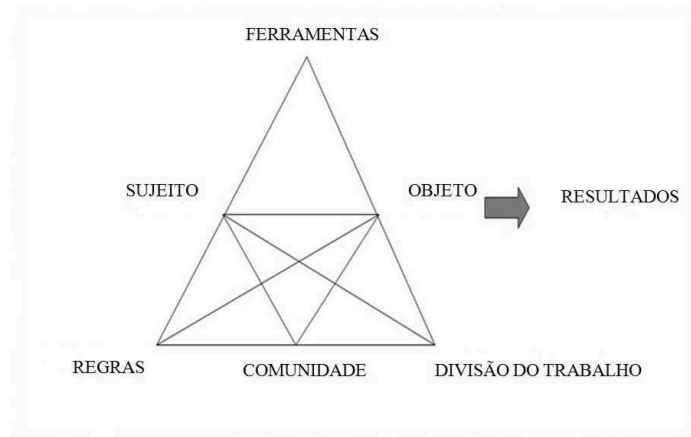 FERRAMENTAS
SUJEITO
OBJETO
RESULTADOS
REGRAS
COMUNIDADE
DIVISÃO DO TRABALHO